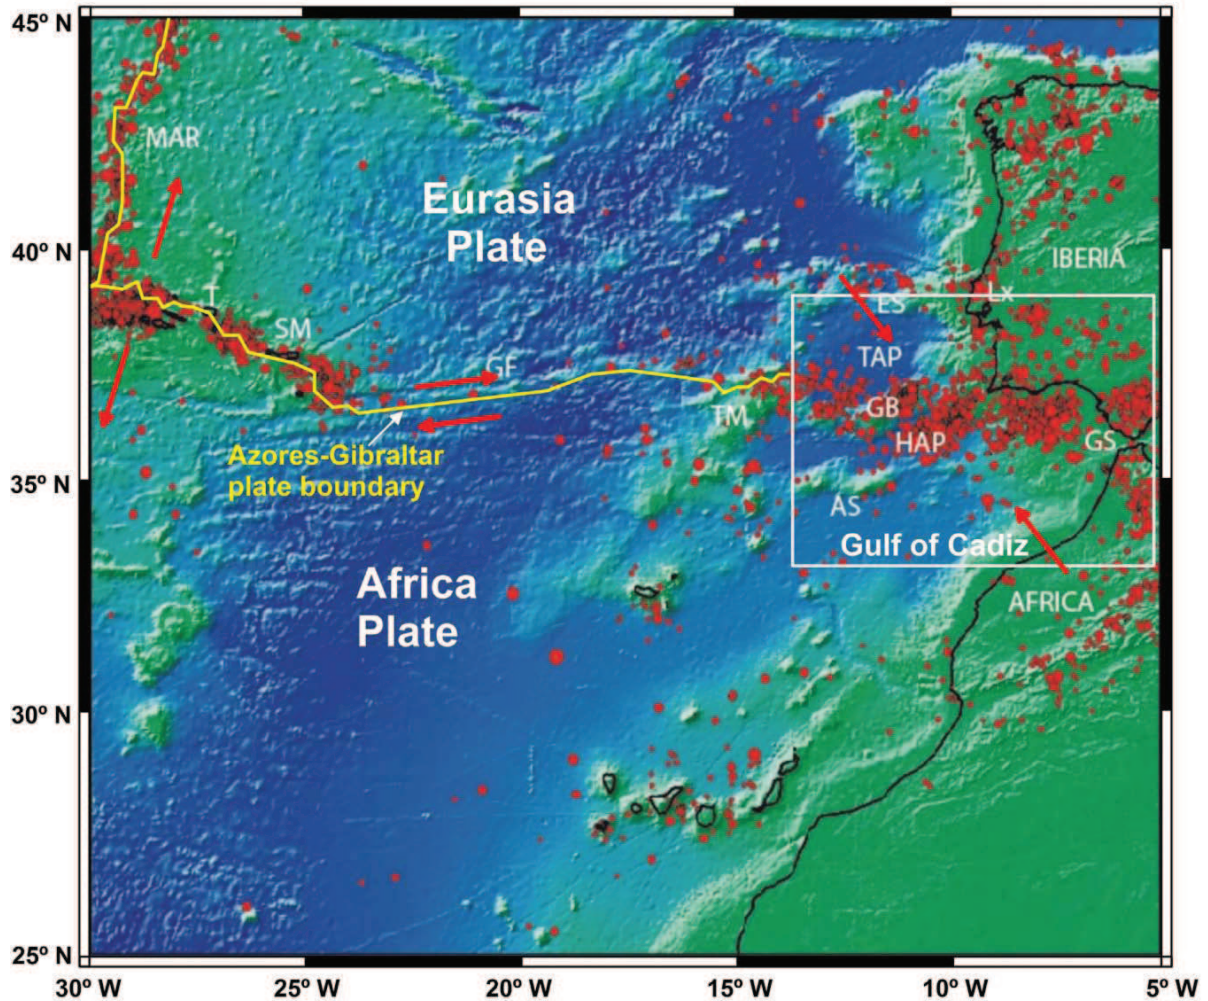 45° N
MAR
Eurasia
Plate
40° N
IBERIA
Lx
ES
T
SM
TAP
GF
GB
TM
HAP
GS
Azores-Gibraltar
plate boundary
35° N
AS
Gulf of Cadiz
Africa
Plate
AFRICA
30° N
25° N
30° W
25° W
20° W
15° W
10° W
5° W